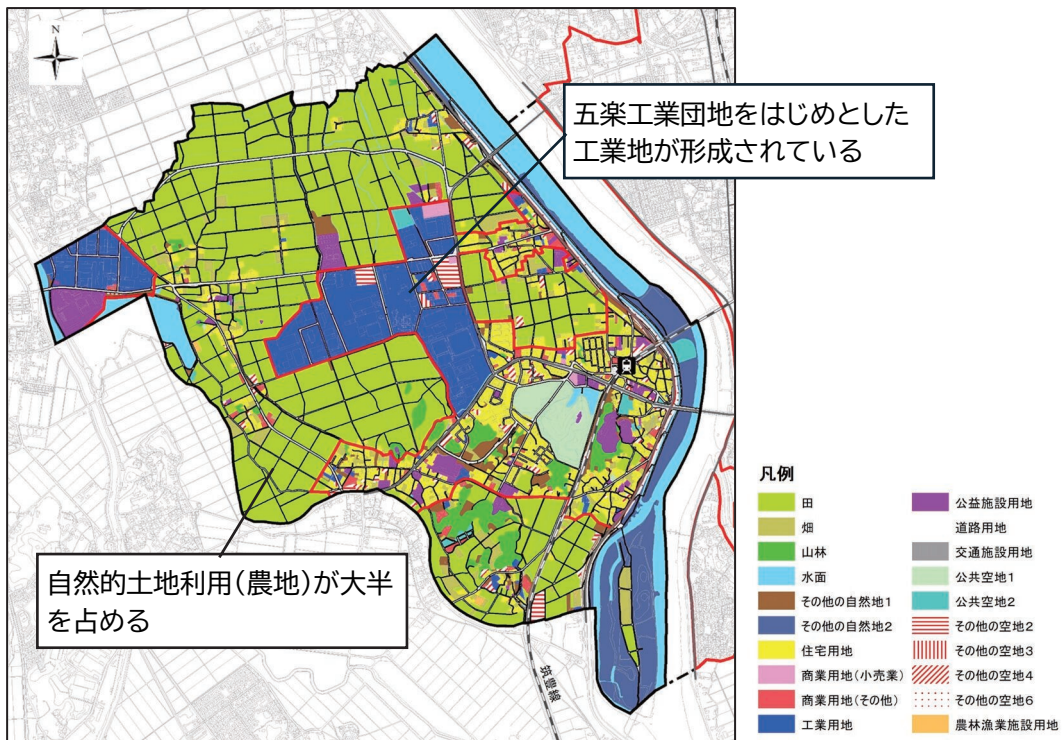 N
五楽工業団地をはじめとした
工業地が形成されている
自然的土地利用(農地)が大半
を占める
筑豊線
凡例
田
畑
山林
水面
その他の自然地1
その他の自然地2
住宅用地
商業用地(小売業)
商業用地(その他)
工業用地
公益施設用地
道路用地
交通施設用地
公共空地1
公共空地2
その他の空地2
その他の空地3
その他の空地4
その他の空地6
農林漁業施設用地